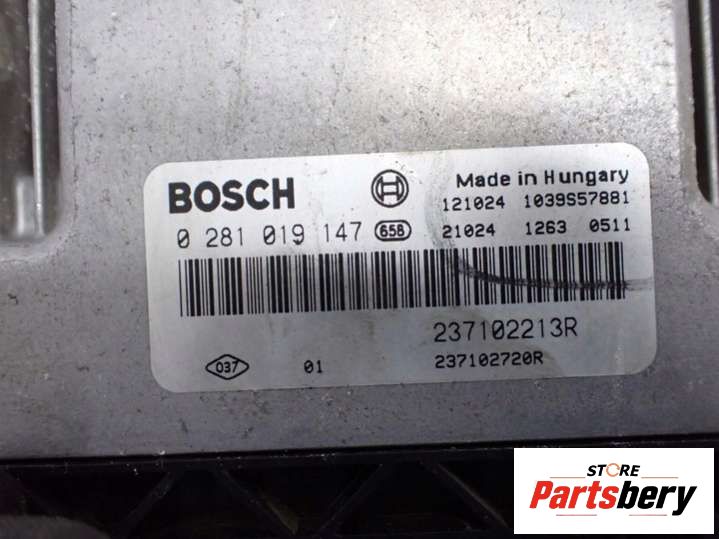 BOSCH
Made in Hungary
121024 1039S57881
0 281 019 147 658
21024 1263 0511
237102213R
037 01 237102720R
STORE
Partsbery